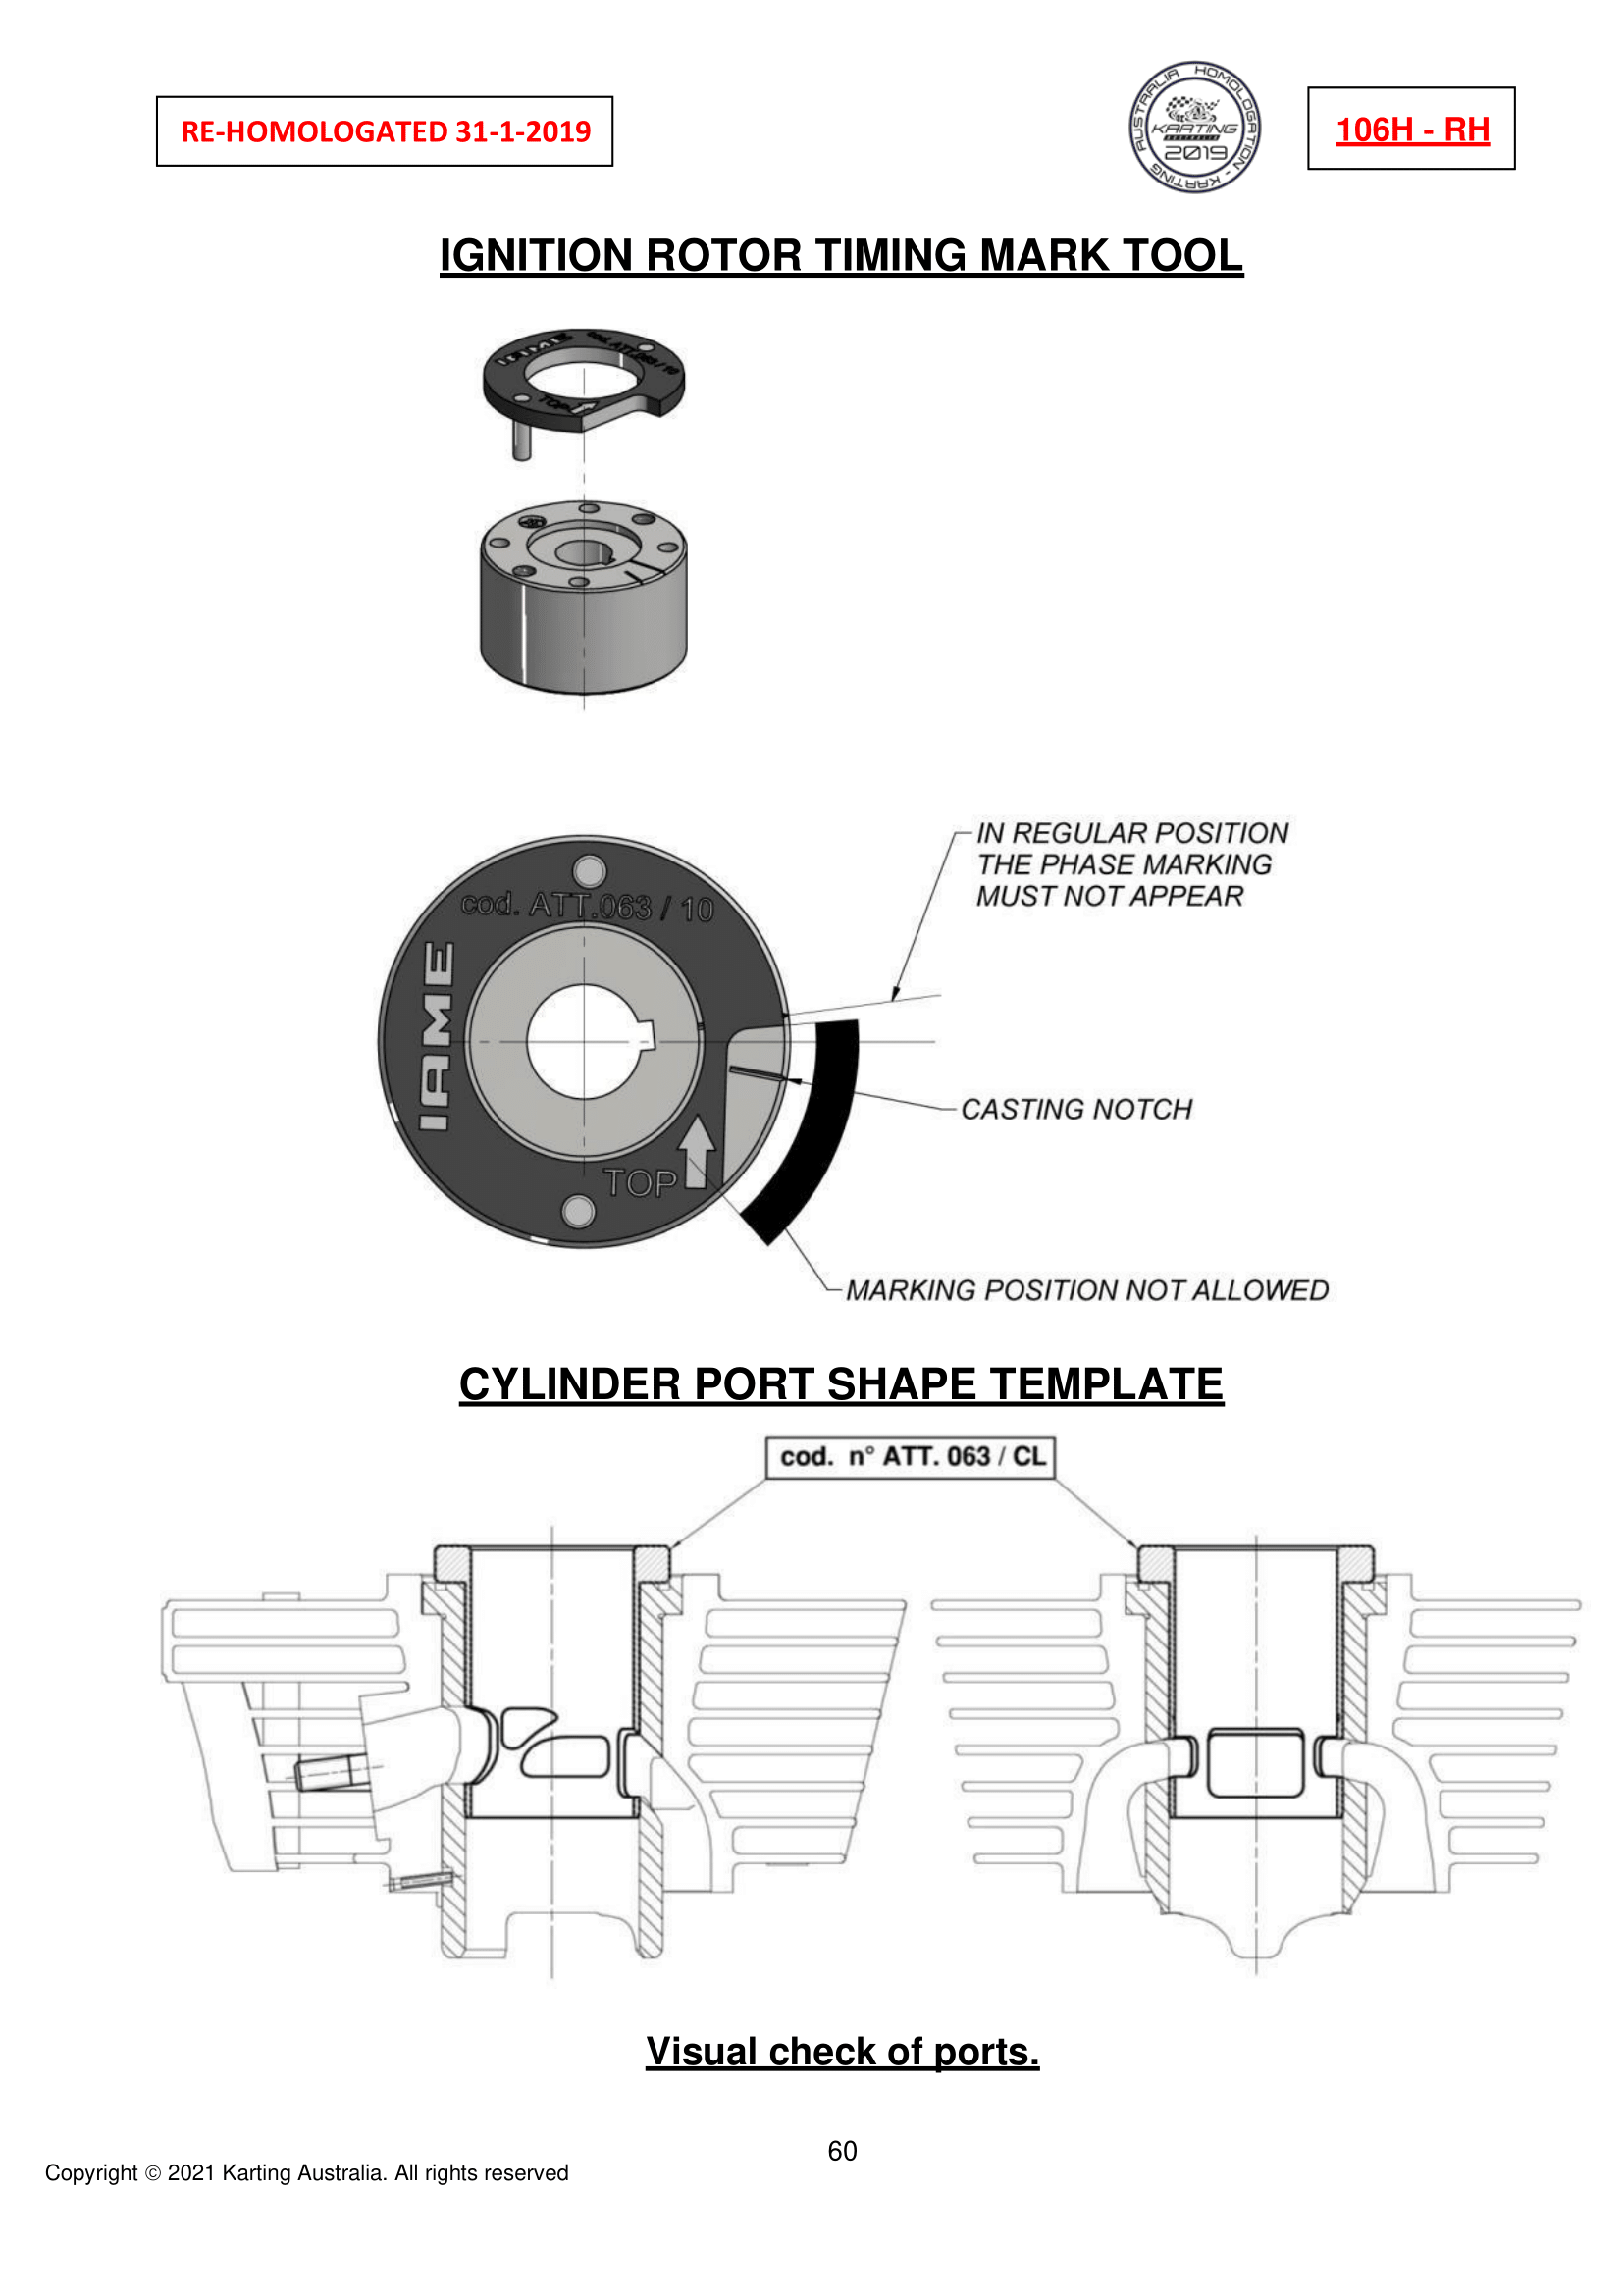 RE-HOMOLOGATED 31-1-2019
AUSTRALIA HOMOLOGATION - KARTING
KARTING
AUSTRALIA
2019
106H - RH
IGNITION ROTOR TIMING MARK TOOL
IAME
cod. ATT.063 / 10
TOP
IN REGULAR POSITION
THE PHASE MARKING
MUST NOT APPEAR
cod. ATT.063 / 10
IAME
CASTING NOTCH
TOP
MARKING POSITION NOT ALLOWED
CYLINDER PORT SHAPE TEMPLATE
cod. n° ATT. 063 / CL
Visual check of ports.
60
Copyright © 2021 Karting Australia. All rights reserved